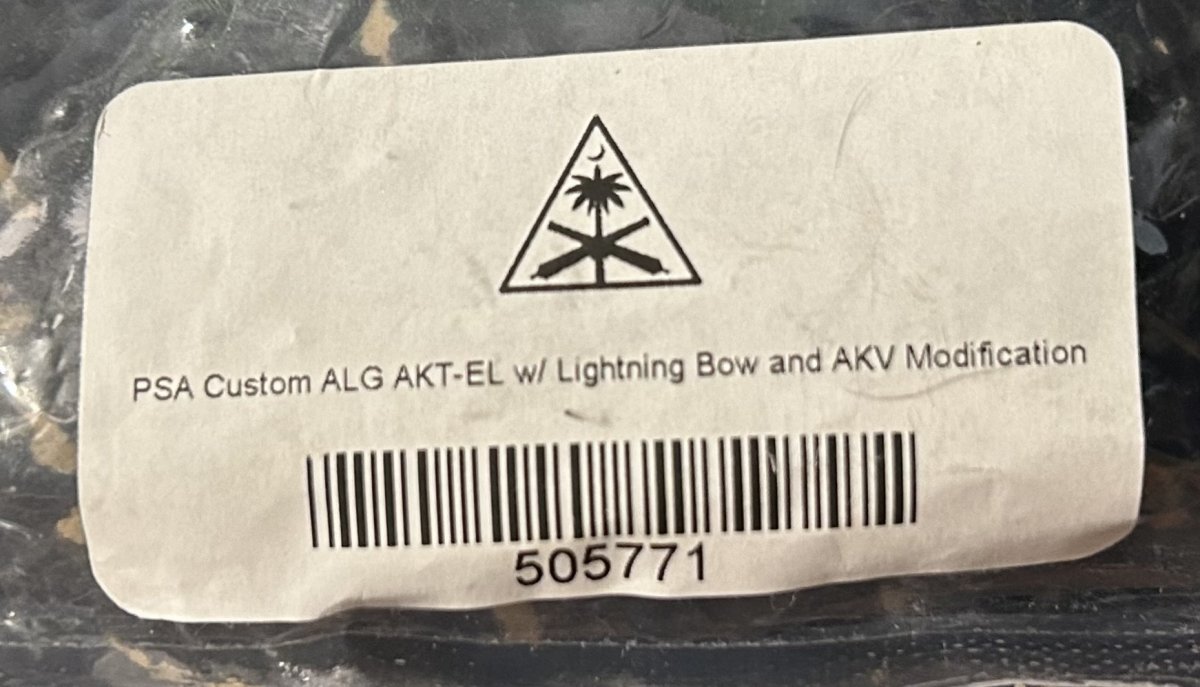 PSA Custom ALG AKT-EL w/ Lightning Bow and AKV Modification
505771